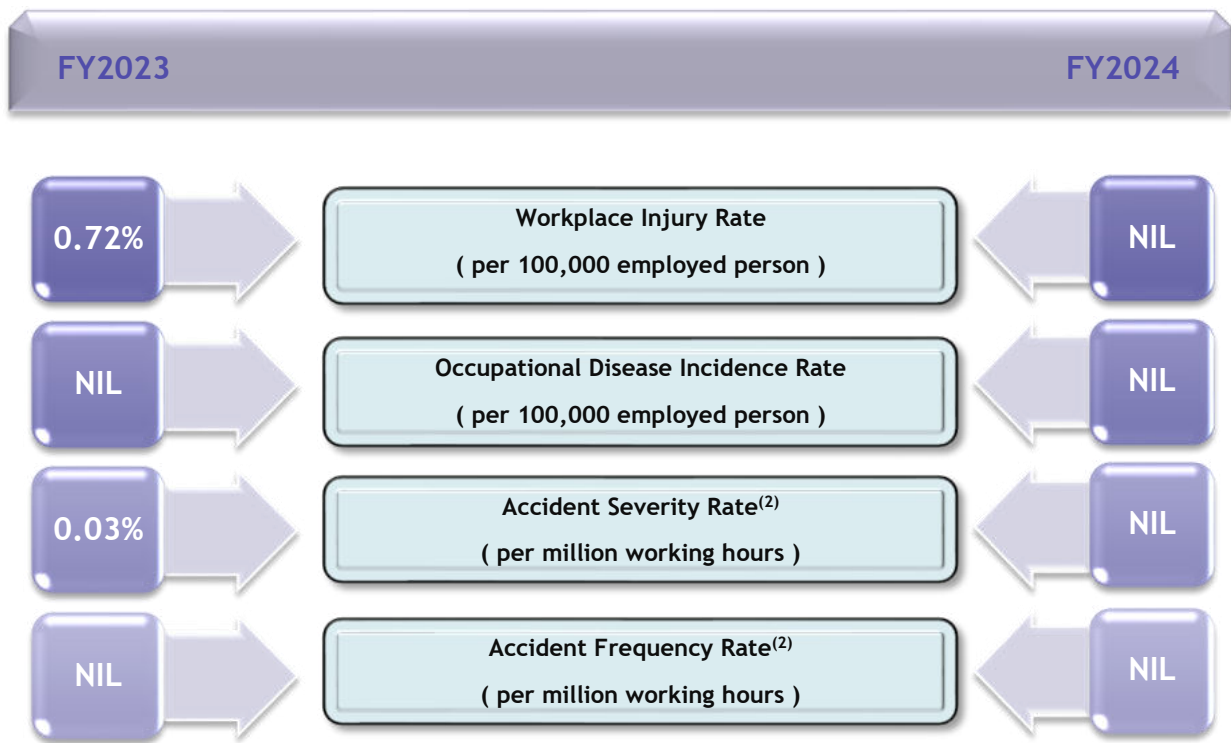 FY2023 FY2024
0.72% Workplace Injury Rate NIL
( per 100,000 employed person )
NIL Occupational Disease Incidence Rate NIL
( per 100,000 employed person )
0.03% Accident Severity Rate(2) NIL
( per million working hours )
NIL Accident Frequency Rate(2) NIL
( per million working hours )